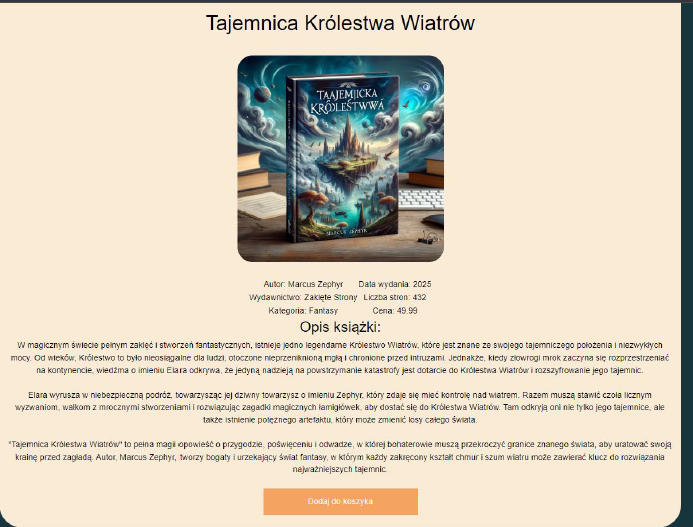 Tajemnica Królestwa Wiatrów
TAAJEMJICKA
KRÓLEŚTWWÁ
MARCUS ZEPHYR
Autor: Marcus Zephyr Data wydania: 2025
Wydawnictwo: Zaklęte Strony Liczba stron: 432
Kategoria: Fantasy Cena: 49.99
Opis książki:
W magicznym świecie pełnym zaklęć i stworzeń fantastycznych, istnieje jedno legendarne Królestwo Wiatrów, które jest znane ze swojego tajemniczego położenia i niezwykłych
mocy. Od wieków, Królestwo to było nieosiągalne dla ludzi, otoczone nieprzeniknioną mgłą i chronione przed intruzami. Jednakże, kiedy złowrogi mrok zaczyna się rozprzestrzeniać
na kontynencie, wiedźma o imieniu Elara odkrywa, że jedyną nadzieją na powstrzymanie katastrofy jest dotarcie do Królestwa Wiatrów i rozszyfrowanie jego tajemnic.
Elara wyrusza w niebezpieczną podróż, towarzysząc jej dziwny towarzysz o imieniu Zephyr, który zdaje się mieć kontrolę nad wiatrem. Razem muszą stawić czoła licznym
wyzwaniom, walkom z mrocznymi stworzeniami i rozwiązując zagadki magicznych łamigłówek, aby dostać się do Królestwa Wiatrów. Tam odkryją oni nie tylko jego tajemnice, ale
także istnienie potężnego artefaktu, który może zmienić losy całego świata.
"Tajemnica Królestwa Wiatrów" to pełna magii opowieść o przygodzie, poświęceniu i odwadze, w której bohaterowie muszą przekroczyć granice znanego świata, aby uratować swoją
krainę przed zagładą. Autor, Marcus Zephyr, tworzy bogaty i urzekający świat fantasy, w którym każdy zakręcony kształt chmur i szum wiatru może zawierać klucz do rozwiązania
najważniejszych tajemnic.
Dodaj do koszyka